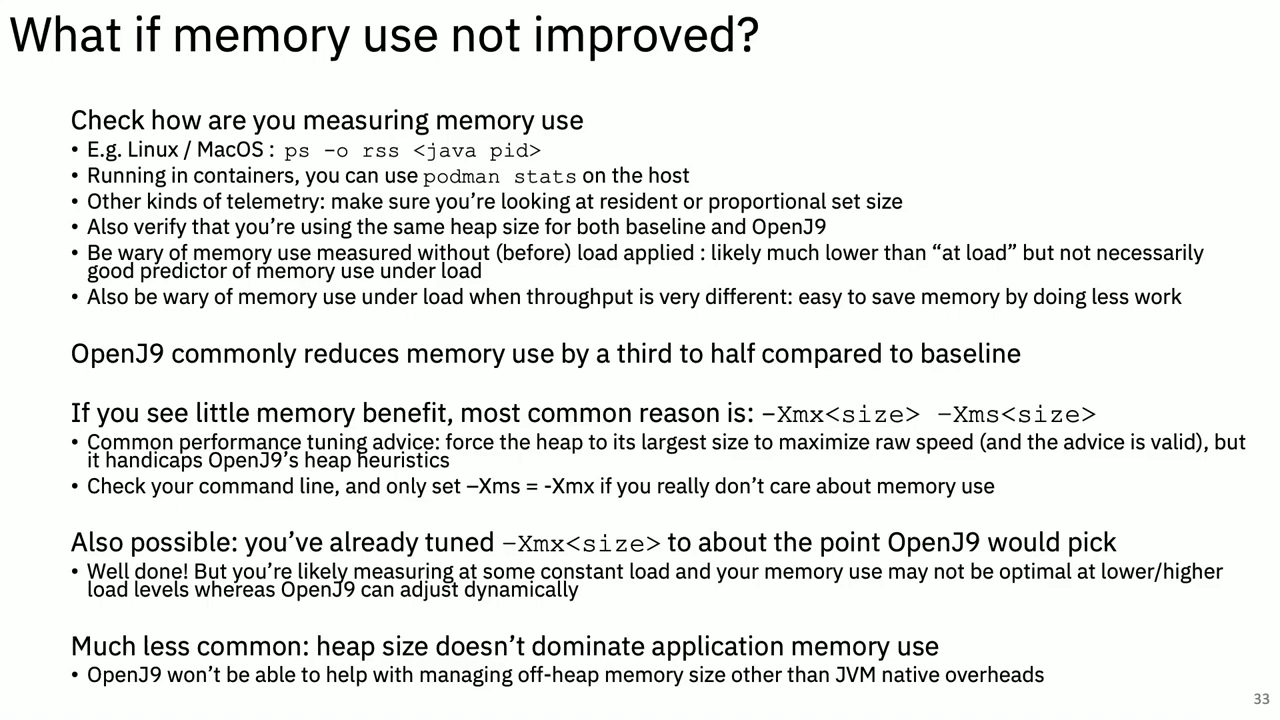 What if memory use not improved?
Check how are you measuring memory use
• E.g. Linux / MacOS : ps -o rss <java pid>
• Running in containers, you can use podman stats on the host
• Other kinds of telemetry: make sure you're looking at resident or proportional set size
• Also verify that you're using the same heap size for both baseline and OpenJ9
• Be wary of memory use measured without (before) load applied : likely much lower than "at load" but not necessarily
good predictor of memory use under load
• Also be wary of memory use under load when throughput is very different: easy to save memory by doing less work
OpenJ9 commonly reduces memory use by a third to half compared to baseline
If you see little memory benefit, most common reason is: –Xmx<size> –Xms<size>
• Common performance tuning advice: force the heap to its largest size to maximize raw speed (and the advice is valid), but
it handicaps OpenJ9's heap heuristics
• Check your command line, and only set –Xms = -Xmx if you really don't care about memory use
Also possible: you've already tuned –Xmx<size> to about the point OpenJ9 would pick
• Well done! But you're likely measuring at some constant load and your memory use may not be optimal at lower/higher
load levels whereas OpenJ9 can adjust dynamically
Much less common: heap size doesn't dominate application memory use
• OpenJ9 won't be able to help with managing off-heap memory size other than JVM native overheads
33